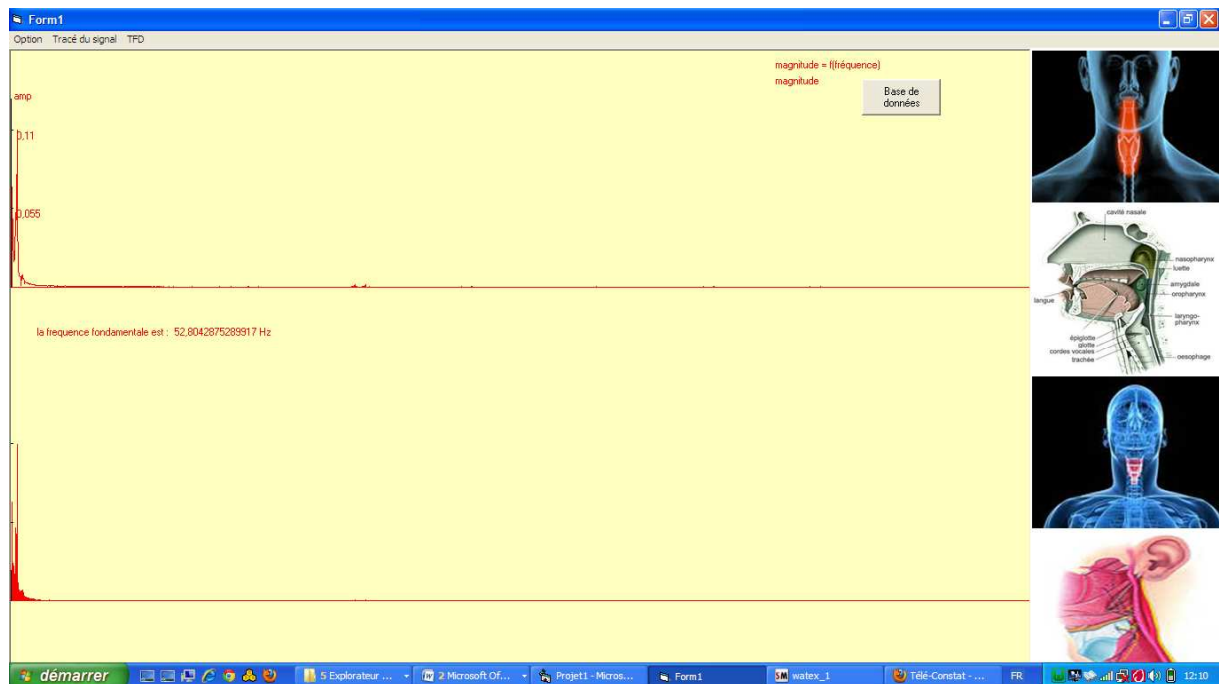 Form1
Option Tracé du signal TFD
magnitude = f(fréquence)
magnitude
Base de
données
amp
0,11
0,055
la frequence fondamentale est : 52,8042875289917 Hz
cavité nasale
nasopharynx
luette
amygdale
oropharynx
langue
laryngo-
pharynx
épiglotte
glotte
cordes vocales
trachée
oesophage
démarrer
5 Explorateur ...
2 Microsoft Of...
Projet1 - Micros...
Form1
SM watex_1
Télé-Constat - ...
FR
12:10